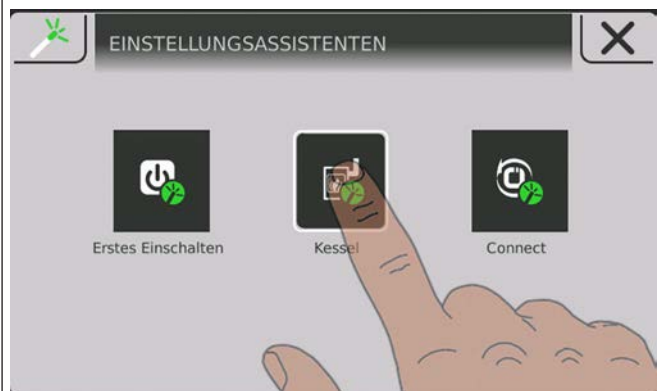 EINSTELLUNGSASSISTENTEN
Erstes Einschalten
Kessel
Connect